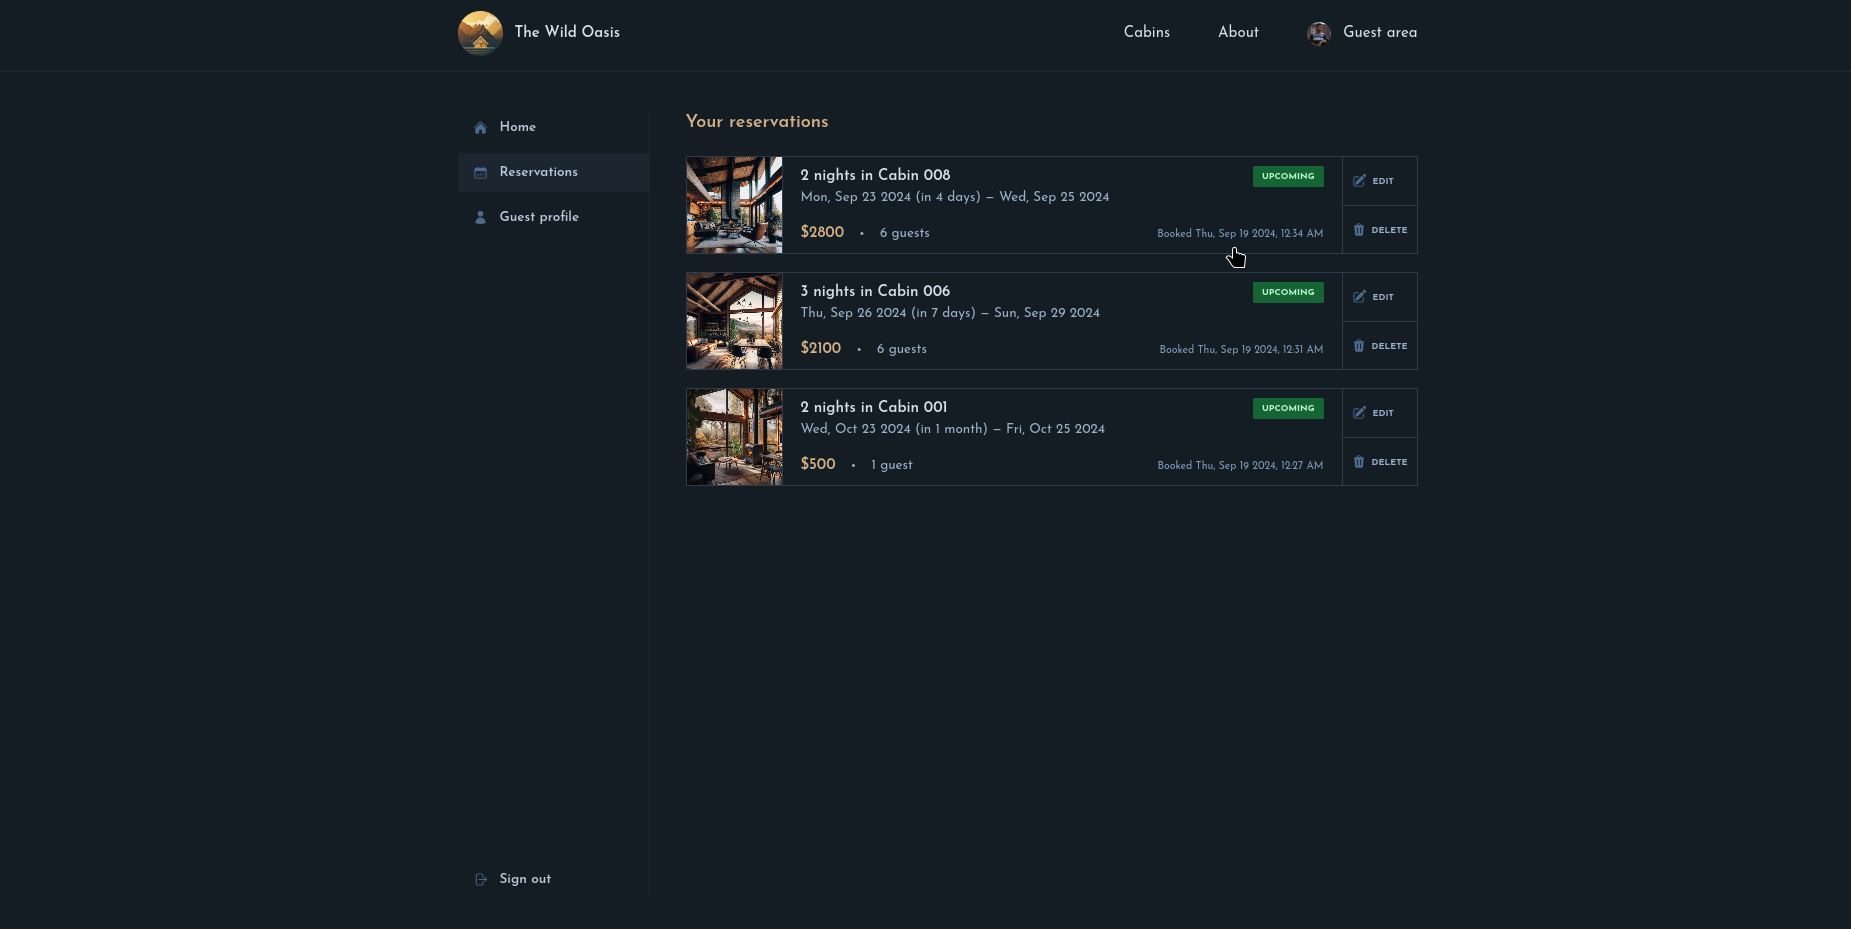 The Wild Oasis
Cabins
About
Guest area
Home
Reservations
Guest profile
Sign out
Your reservations
2 nights in Cabin 008
UPCOMING
Mon, Sep 23 2024 (in 4 days) — Wed, Sep 25 2024
$2800 • 6 guests
Booked Thu, Sep 19 2024, 12:34 AM
EDIT
DELETE
3 nights in Cabin 006
UPCOMING
Thu, Sep 26 2024 (in 7 days) — Sun, Sep 29 2024
$2100 • 6 guests
Booked Thu, Sep 19 2024, 12:31 AM
EDIT
DELETE
2 nights in Cabin 001
UPCOMING
Wed, Oct 23 2024 (in 1 month) — Fri, Oct 25 2024
$500 • 1 guest
Booked Thu, Sep 19 2024, 12:27 AM
EDIT
DELETE